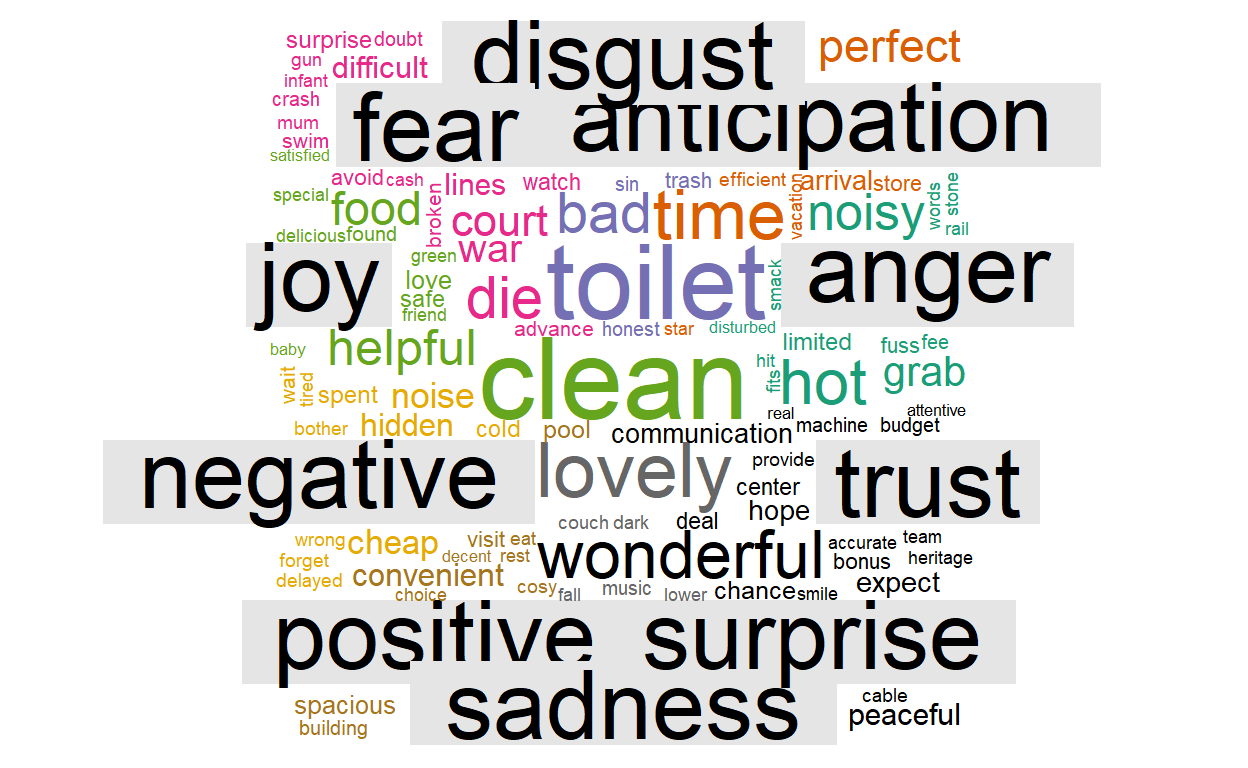 surprise doubt disgust perfect
gun difficult
infant
crash fear anticipation
mum
swim
satisfied
avoid cash lines watch sin trash efficient vacation arrival store
special food broken court bad time noisy words stone
delicious found rail
joy green war toilet anger
love die smack
safe
friend
advance honest star disturbed
baby helpful clean limited fuss fee
wait tired spent noise hit fits hot grab
real attentive
bother hidden cold pool communication machine budget
negative lovely provide trust
center
hope
couch dark deal
wrong cheap visit eat wonderful accurate team
forget decent rest bonus heritage
delayed convenient expect
choice cosy fall music lower chance smile
positive surprise
sadness cable
spacious peaceful
building